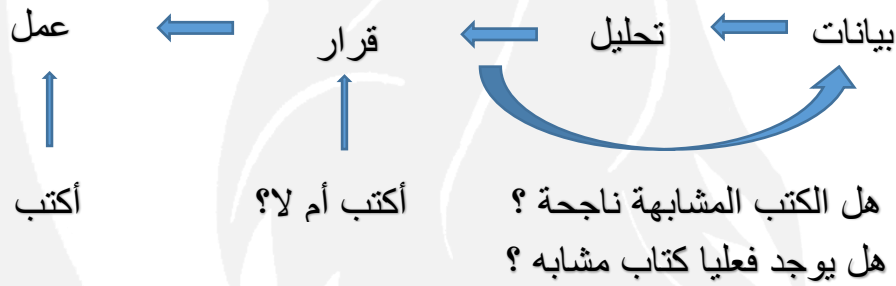 بيانات
تحليل
قرار
عمل
هل الكتب المشابهة ناجحة ؟
هل يوجد فعليا كتاب مشابه ؟
أكتب أم لا؟
أكتب